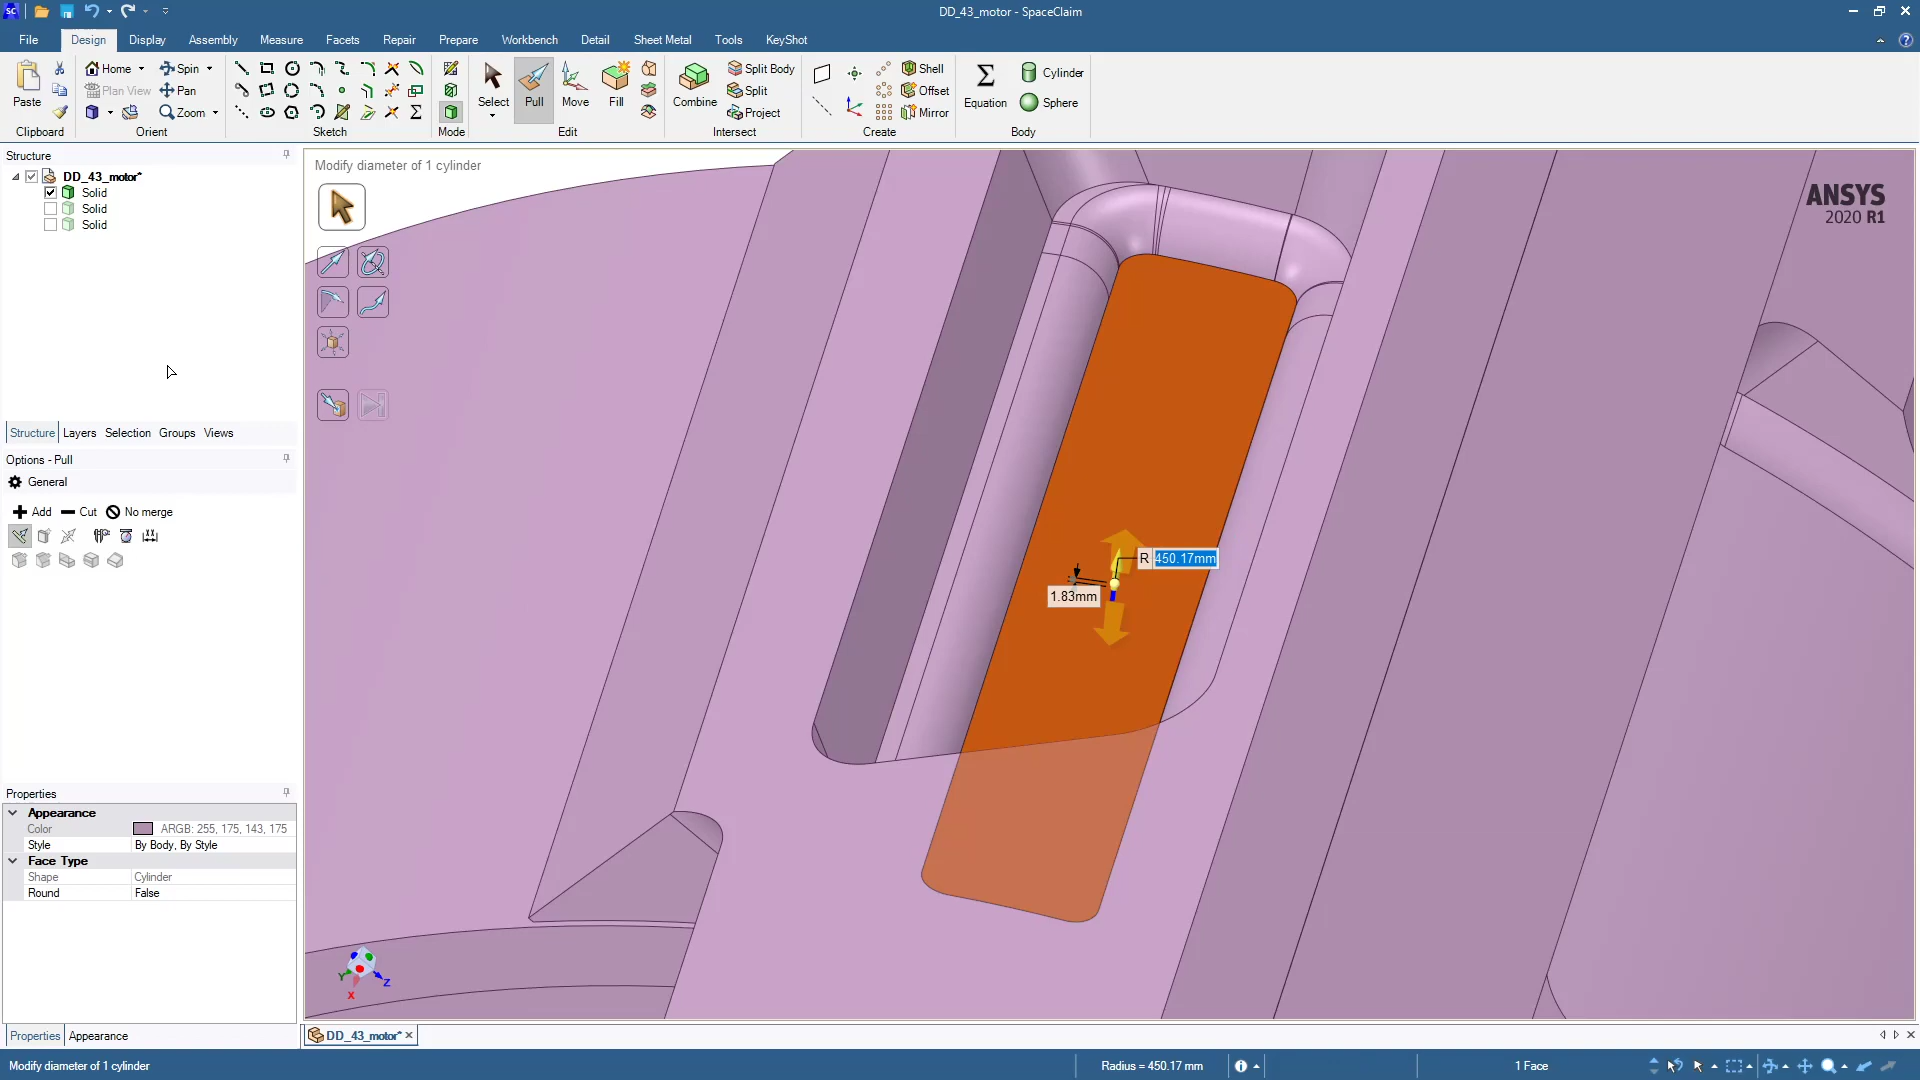 SC
DD_43_motor - SpaceClaim
File Design Display Assembly Measure Facets Repair Prepare Workbench Detail Sheet Metal Tools KeyShot
Home Spin Plan View Pan Zoom
Paste
Select Pull Move Fill
Combine Split Body Split Project
Shell Offset Mirror
Equation Cylinder Sphere
Clipboard Orient Sketch Mode Edit Intersect Create Body
Structure
DD_43_motor*
Solid
Solid
Solid
Structure Layers Selection Groups Views
Options - Pull
General
Add Cut No merge
Properties
Appearance
Color ARGB: 255, 175, 143, 175
Style By Body, By Style
Face Type
Shape Cylinder
Round False
Properties Appearance
Modify diameter of 1 cylinder
ANSYS
2020 R1
R 450.17mm
1.83mm
Y Z
X
DD_43_motor*
Modify diameter of 1 cylinder Radius = 450.17 mm 1 Face